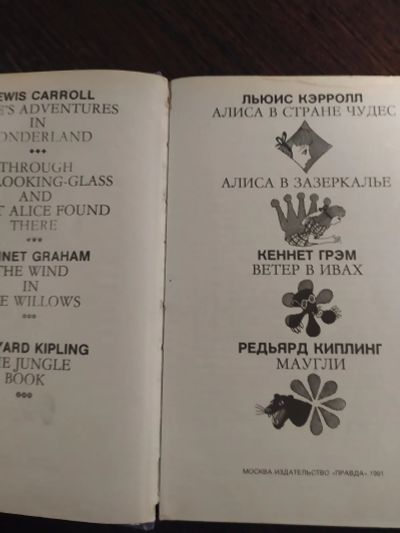 EWIS CARROLL
E'S ADVENTURES
IN
ONDERLAND
THROUGH
OOKING-GLASS
AND
T ALICE FOUND
THERE
NNET GRAHAM
THE WIND
IN
E WILLOWS
YARD KIPLING
E JUNGLE
BOOK
ЛЬЮИС КЭРРОЛЛ
АЛИСА В СТРАНЕ ЧУДЕС
АЛИСА В ЗАЗЕРКАЛЬЕ
КЕННЕТ ГРЭМ
ВЕТЕР В ИВАХ
РЕДЬЯРД КИПЛИНГ
МАУГЛИ
МОСКВА ИЗДАТЕЛЬСТВО «ПРАВДА» 1991